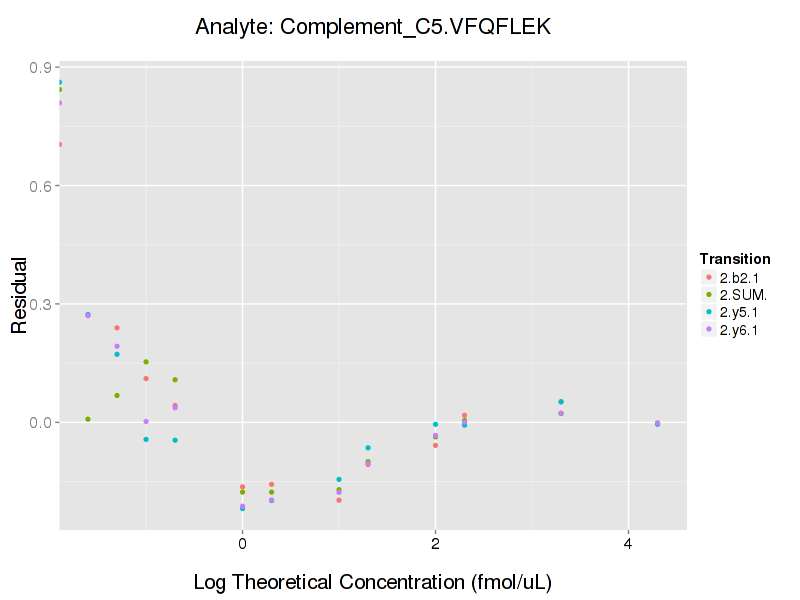 Analyte: Complement_C5.VFQFLEK
0.9
0.6
0.3
0.0
Residual
0 2 4
Log Theoretical Concentration (fmol/uL)
Transition
2.b2.1
2.SUM.
2.y5.1
2.y6.1